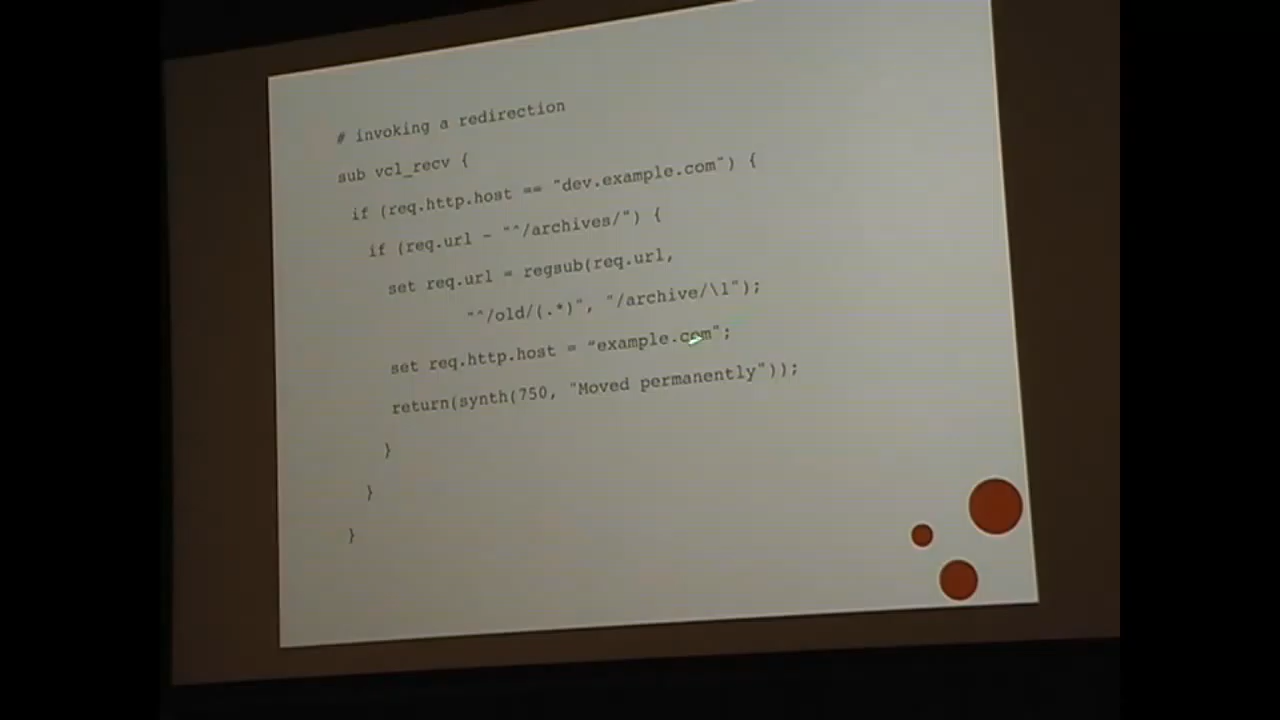 # invoking a redirection
sub vcl_recv {
if (req.http.host == "dev.example.com") {
if (req.url ~ "^/archives/") {
set req.url = regsub(req.url,
"^/old/(.*)", "/archive/\1");
set req.http.host = "example.com";
return(synth(750, "Moved permanently"));
}
}
}